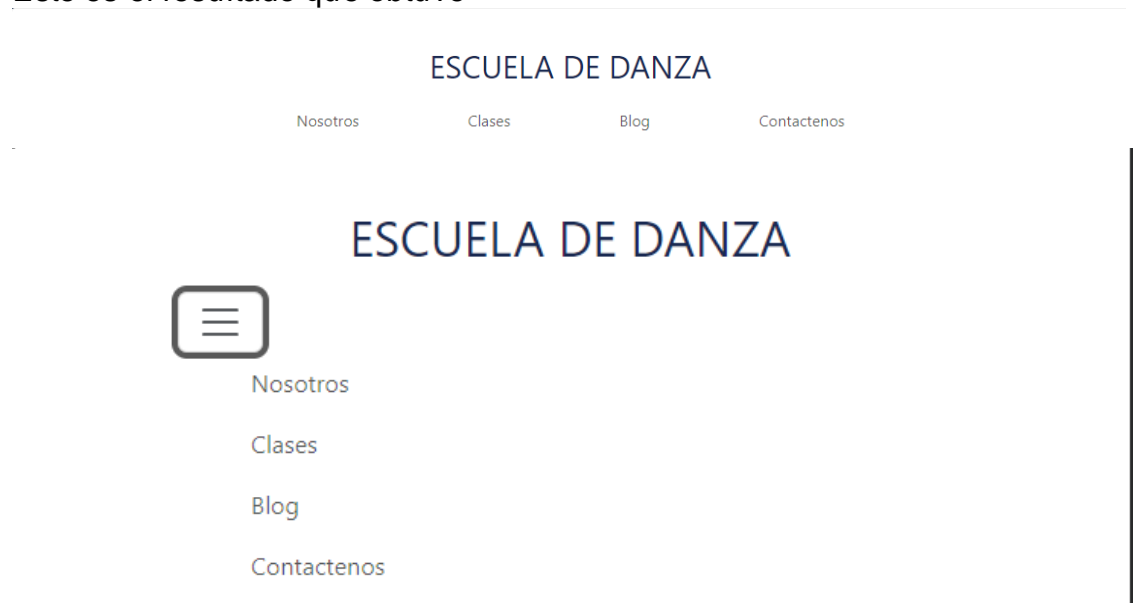 ESCUELA DE DANZA
Nosotros Clases Blog Contactenos
ESCUELA DE DANZA
Nosotros
Clases
Blog
Contactenos